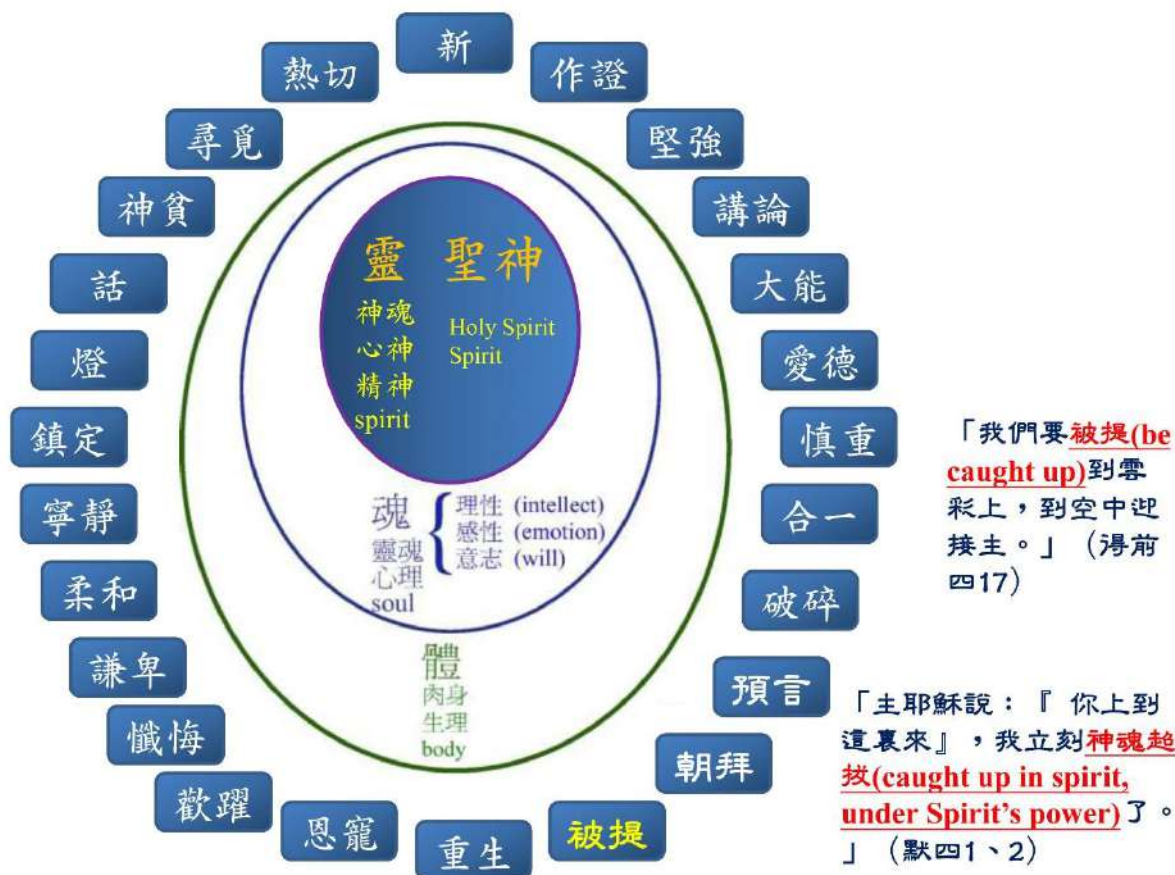 新
作證
堅強
講論
大能
愛德
慎重
合一
破碎
預言
朝拜
被提
重生
恩寵
歡躍
懺悔
謙卑
柔和
寧靜
鎮定
燈
話
神貧
尋覓
熱切
靈 聖神
神魂
心神
精神
spirit
Holy Spirit
Spirit
魂
靈魂
心理
soul
理性 (intellect)
感性 (emotion)
意志 (will)
體
肉身
生理
body
「我們要被提(be
caught up)到雲
彩上，到空中迎
接主。」（得前
四17）
「主耶穌說：『 你上到
這裏來』，我立刻神魂超
拔(caught up in spirit,
under Spirit’s power)了。
」（默四1、2）